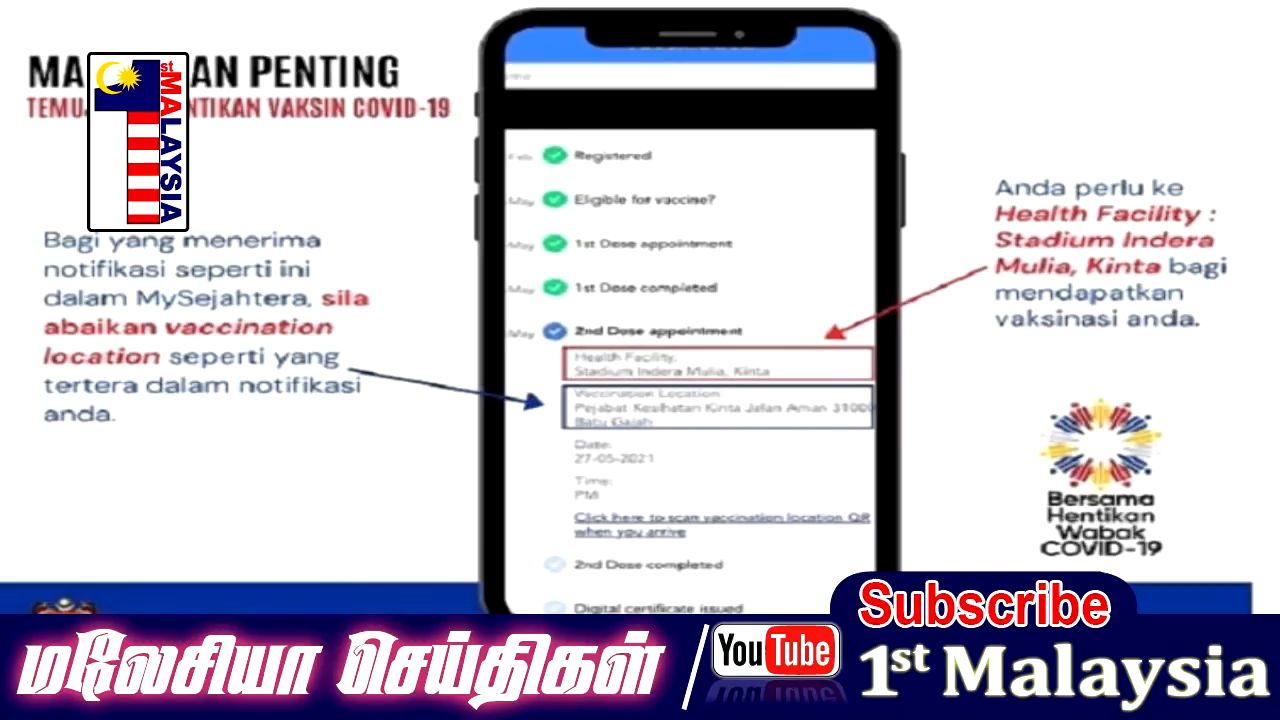 PENTING
VAKSIN COVID-19
st
MALAYSIA
Bagi yang menerima
notifikasi seperti ini
dalam MySejahtera, sila
abaikan vaccination
location seperti yang
tertera dalam notifikasi
anda.
Registered
Eligible for vaccine?
May
1st Dose appointment
May
1st Dose completed
May
2nd Dose appointment
Health Facility:
Stadium Indera Mulia, Kinta
Vaccination Location:
Pejabat Kesihatan Kinta Jalan Aman 31000
Batu Gajah
Date:
27-05-2021
Time:
PM
Click here to scan vaccination location QR
when you arrive
2nd Dose completed
Digital certificate issued
Anda perlu ke
Health Facility :
Stadium Indera
Mulia, Kinta bagi
mendapatkan
vaksinasi anda.
Bersama
Hentikan
Wabak
COVID-19
மலேசியா செய்திகள்
YouTube
Subscribe
1st Malaysia